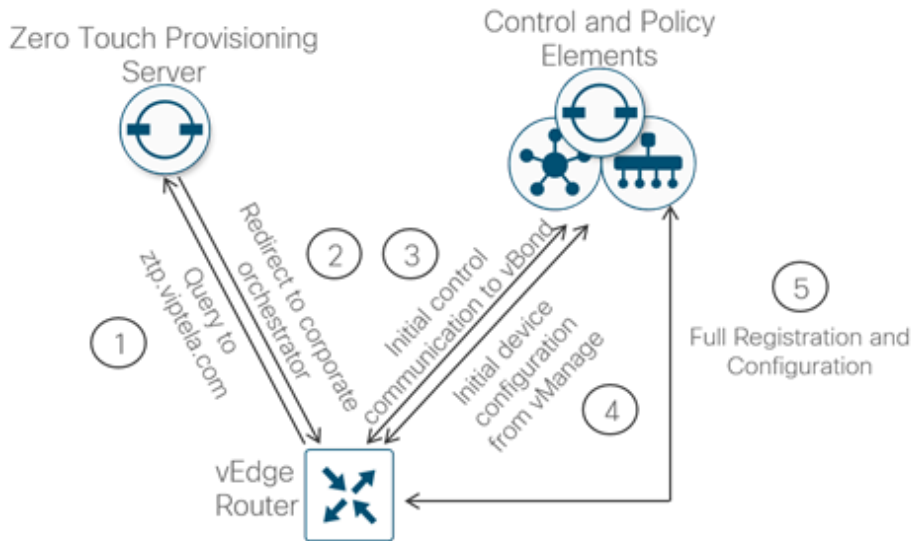 Zero Touch Provisioning
Server
Control and Policy
Elements
1
Query to
ztp.viptela.com
Redirect to corporate
orchestrator
2
3
Initial control
communication to vBond
Initial device
configuration
from vManage
4
5
Full Registration and
Configuration
vEdge
Router